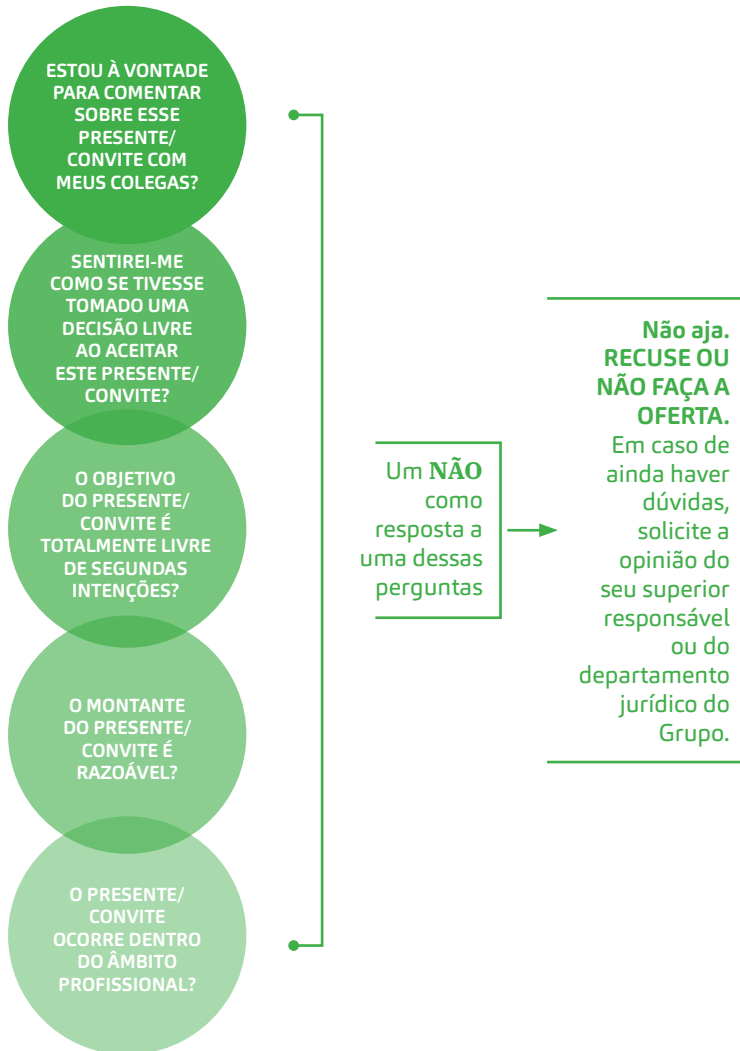 ESTOU À VONTADE
PARA COMENTAR
SOBRE ESSE
PRESENTE/
CONVITE COM
MEUS COLEGAS?
SENTIREI-ME
COMO SE TIVESSE
TOMADO UMA
DECISÃO LIVRE
AO ACEITAR
ESTE PRESENTE/
CONVITE?
O OBJETIVO
DO PRESENTE/
CONVITE É
TOTALMENTE LIVRE
DE SEGUNDAS
INTENÇÕES?
O MONTANTE
DO PRESENTE/
CONVITE É
RAZOÁVEL?
O PRESENTE/
CONVITE
OCORRE DENTRO
DO ÂMBITO
PROFISSIONAL?
Um NÃO
como
resposta a
uma dessas
perguntas
Não aja.
RECUSE OU
NÃO FAÇA A
OFERTA.
Em caso de
ainda haver
dúvidas,
solicite a
opinião do
seu superior
responsável
ou do
departamento
jurídico do
Grupo.